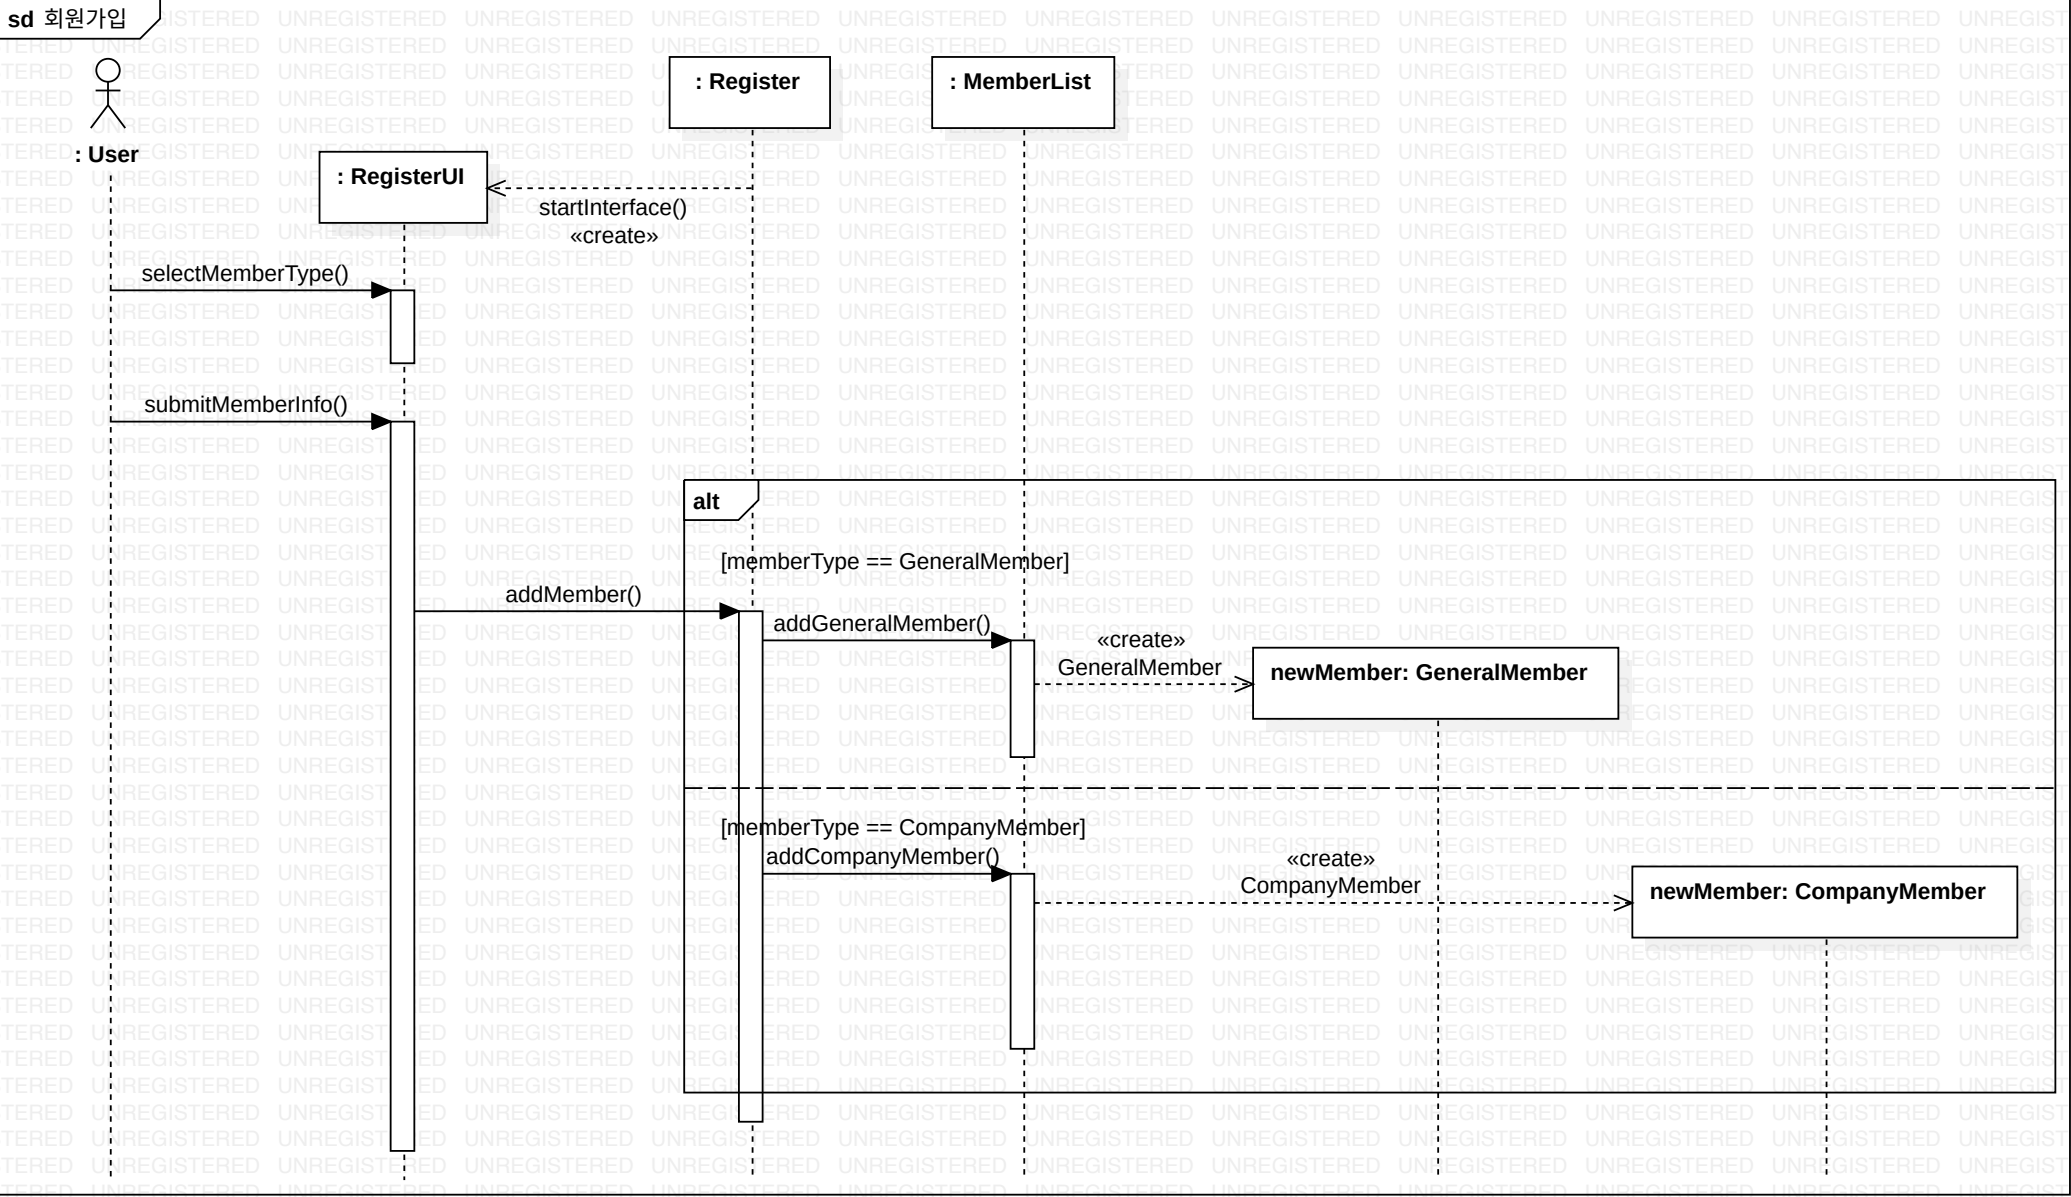 sd 회원가입
: Register
: MemberList
: User
: RegisterUI
startInterface()
«create»
selectMemberType()
submitMemberInfo()
alt
[memberType == GeneralMember]
addMember()
addGeneralMember()
«create»
GeneralMember
newMember: GeneralMember
[memberType == CompanyMember]
addCompanyMember()
«create»
CompanyMember
newMember: CompanyMember
UNREGISTERED